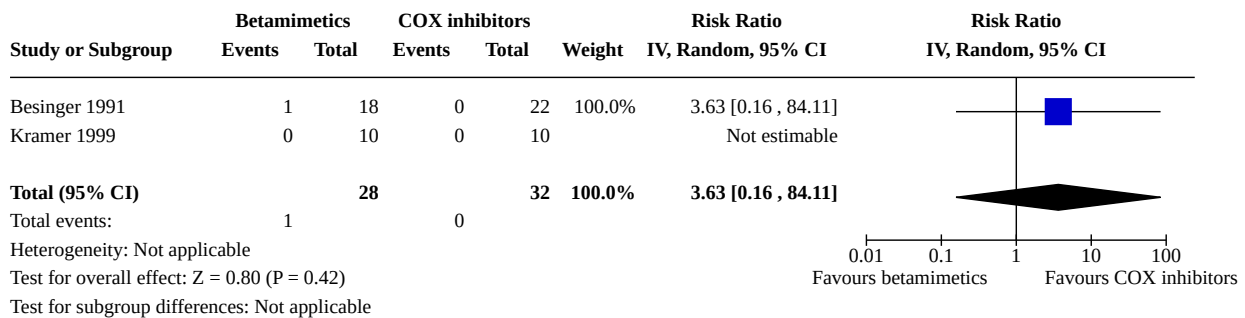 Betamimetics COX inhibitors Risk Ratio Risk Ratio
Study or Subgroup Events Total Events Total Weight IV, Random, 95% CI IV, Random, 95% CI
Besinger 1991 1 18 0 22 100.0% 3.63 [0.16 , 84.11]
Kramer 1999 0 10 0 10 Not estimable
Total (95% CI) 28 32 100.0% 3.63 [0.16 , 84.11]
Total events: 1 0
Heterogeneity: Not applicable
0.01 0.1 1 10 100
Test for overall effect: Z = 0.80 (P = 0.42)
Favours betamimetics Favours COX inhibitors
Test for subgroup differences: Not applicable